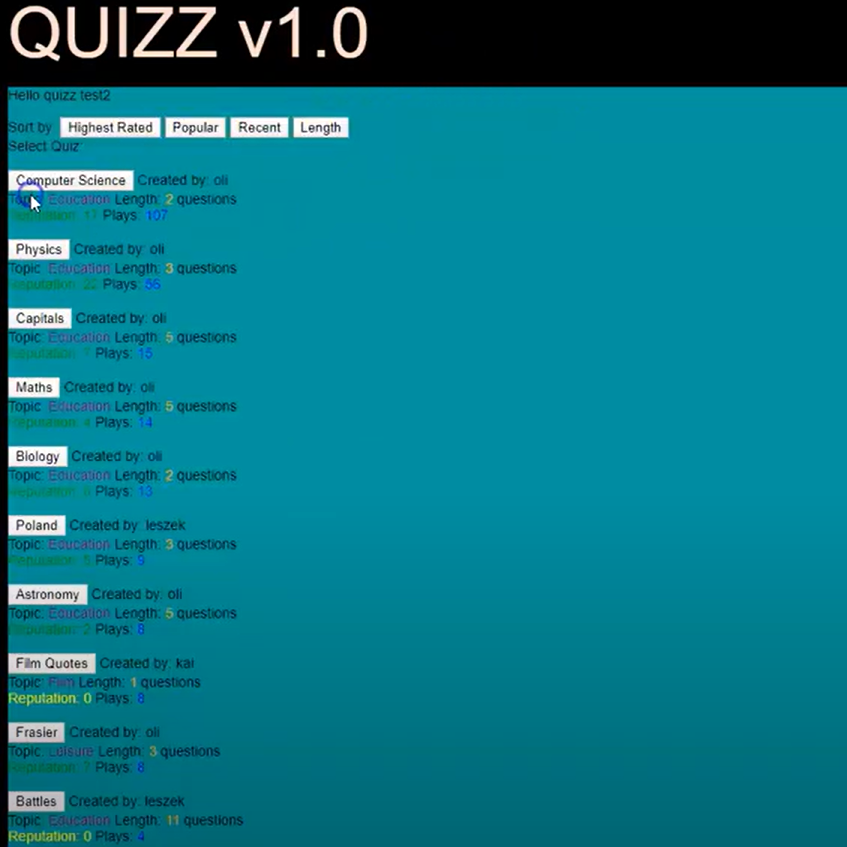 QUIZZ v1.0
Hello quizz test2
Sort by Highest Rated Popular Recent Length
Select Quiz
Computer Science Created by: oli
Topic: Education Length: 2 questions
Reputation: 17 Plays: 107
Physics Created by: oli
Topic: Education Length: 3 questions
Reputation: 22 Plays: 56
Capitals Created by: oli
Topic: Education Length: 5 questions
Reputation: 7 Plays: 15
Maths Created by: oli
Topic: Education Length: 5 questions
Reputation: 4 Plays: 14
Biology Created by: oli
Topic: Education Length: 2 questions
Reputation: Plays: 13
Poland Created by: leszek
Topic: Education Length: 3 questions
Reputation: 5 Plays: 9
Astronomy Created by: oli
Topic: Education Length: 5 questions
Reputation: 2 Plays: 8
Film Quotes Created by: kai
Topic: Film Length: 1 questions
Reputation: 0 Plays: 8
Frasier Created by: oli
Topic: Leisure Length: 3 questions
Reputation: 7 Plays: 8
Battles Created by: leszek
Topic: Education Length: 11 questions
Reputation: 0 Plays: 4